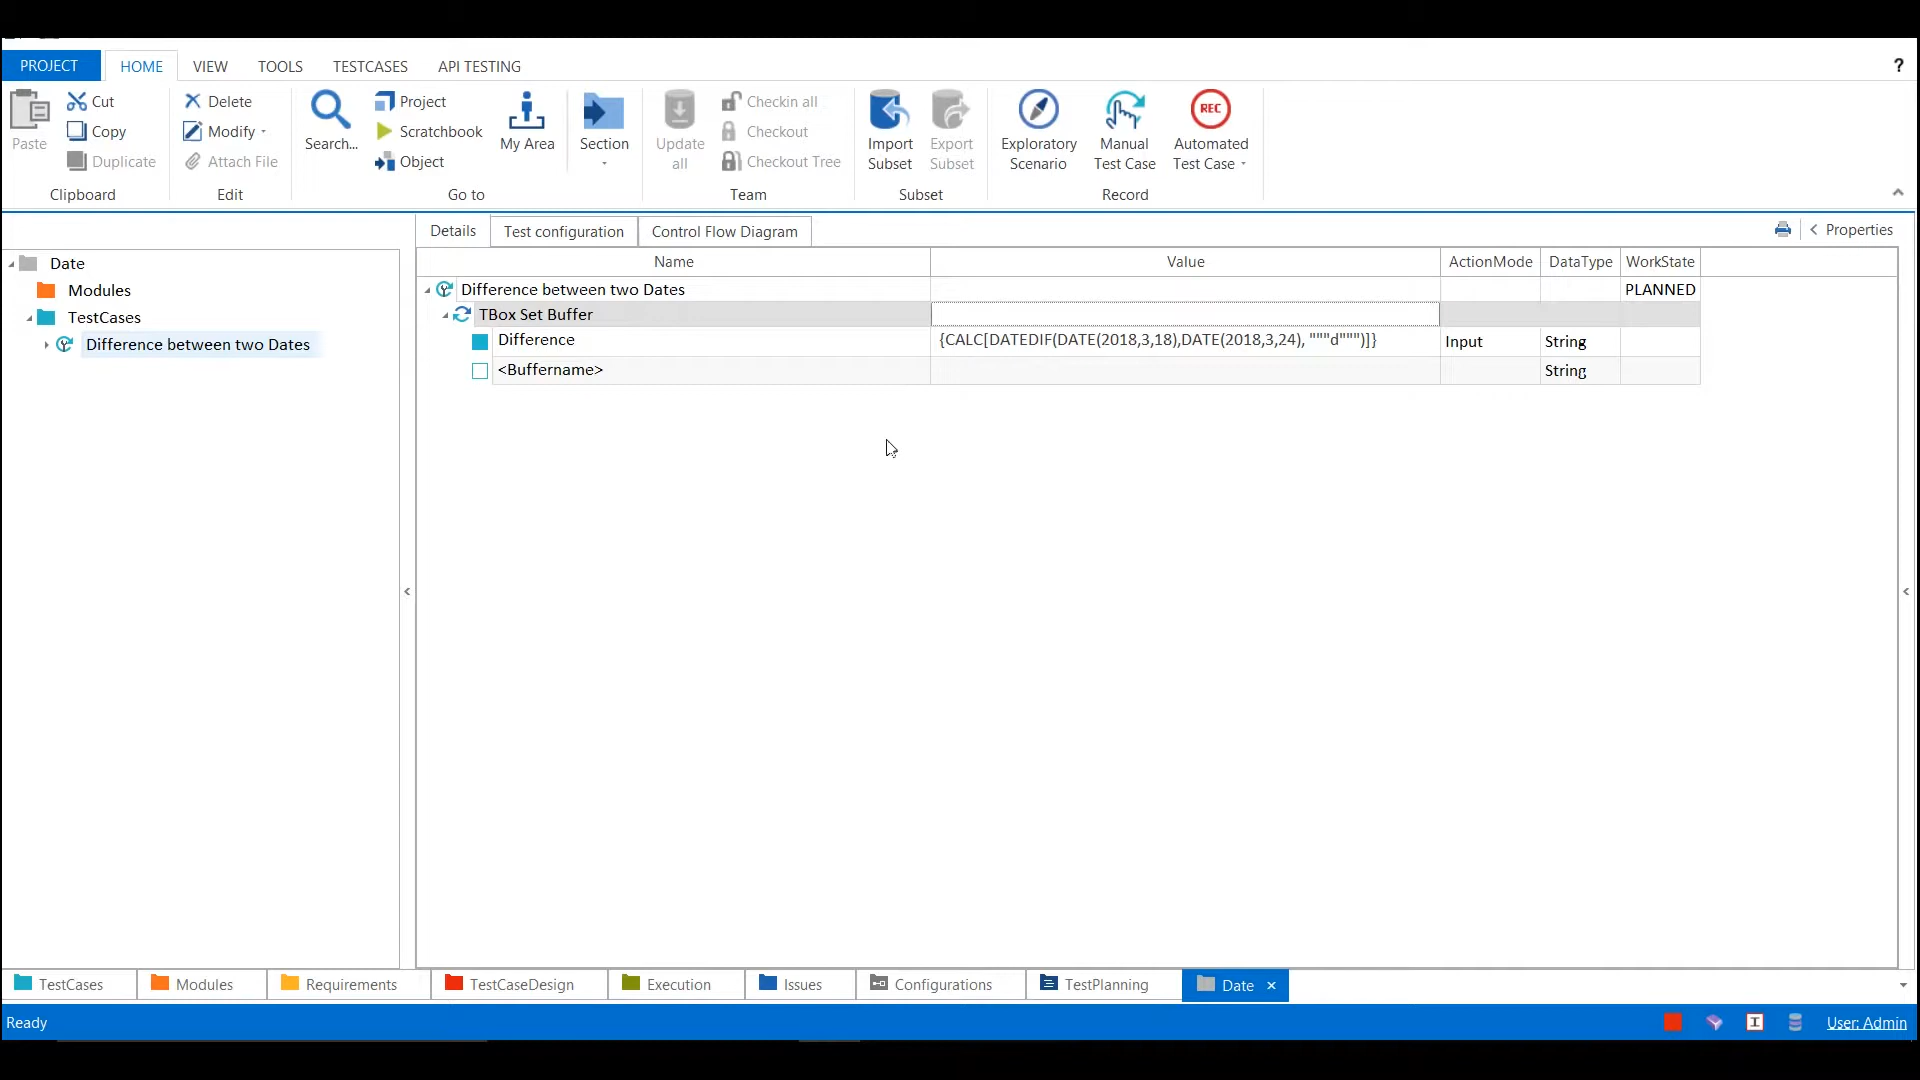 PROJECT HOME VIEW TOOLS TESTCASES API TESTING ?
Paste
Cut
Copy
Duplicate
Clipboard
Delete
Modify
Attach File
Edit
Search...
Project
Scratchbook
Object
My Area
Section
Go to
Update all
Checkin all
Checkout
Checkout Tree
Team
Import Subset
Export Subset
Subset
Exploratory Scenario
Manual Test Case
REC
Automated Test Case
Record
Details Test configuration Control Flow Diagram < Properties
Date
Modules
TestCases
Difference between two Dates
Name Value ActionMode DataType WorkState
Difference between two Dates PLANNED
TBox Set Buffer
Difference {CALC[DATEDIF(DATE(2018,3,18),DATE(2018,3,24), """d""")]} Input String
<Buffername> String
TestCases Modules Requirements TestCaseDesign Execution Issues Configurations TestPlanning Date ×
Ready I User: Admin